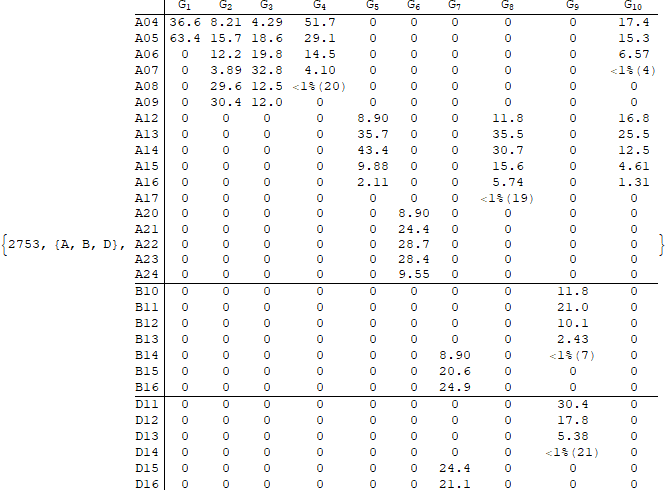 G1 G2 G3 G4 G5 G6 G7 G8 G9 G10
A04 36.6 8.21 4.29 51.7 0 0 0 0 0 17.4
A05 63.4 15.7 18.6 29.1 0 0 0 0 0 15.3
A06 0 12.2 19.8 14.5 0 0 0 0 0 6.57
A07 0 3.89 32.8 4.10 0 0 0 0 0 <1%(4)
A08 0 29.6 12.5 <1%(20) 0 0 0 0 0 0
A09 0 30.4 12.0 0 0 0 0 0 0 0
A12 0 0 0 0 8.90 0 0 11.8 0 16.8
A13 0 0 0 0 35.7 0 0 35.5 0 25.5
A14 0 0 0 0 43.4 0 0 30.7 0 12.5
A15 0 0 0 0 9.88 0 0 15.6 0 4.61
A16 0 0 0 0 2.11 0 0 5.74 0 1.31
A17 0 0 0 0 0 0 0 <1%(19) 0 0
A20 0 0 0 0 0 8.90 0 0 0 0
A21 0 0 0 0 0 24.4 0 0 0 0
{2753, {A, B, D}, A22 0 0 0 0 0 28.7 0 0 0 0 }
A23 0 0 0 0 0 28.4 0 0 0 0
A24 0 0 0 0 0 9.55 0 0 0 0
B10 0 0 0 0 0 0 0 0 11.8 0
B11 0 0 0 0 0 0 0 0 21.0 0
B12 0 0 0 0 0 0 0 0 10.1 0
B13 0 0 0 0 0 0 0 0 2.43 0
B14 0 0 0 0 0 0 8.90 0 <1%(7) 0
B15 0 0 0 0 0 0 20.6 0 0 0
B16 0 0 0 0 0 0 24.9 0 0 0
D11 0 0 0 0 0 0 0 0 30.4 0
D12 0 0 0 0 0 0 0 0 17.8 0
D13 0 0 0 0 0 0 0 0 5.38 0
D14 0 0 0 0 0 0 0 0 <1%(21) 0
D15 0 0 0 0 0 0 24.4 0 0 0
D16 0 0 0 0 0 0 21.1 0 0 0